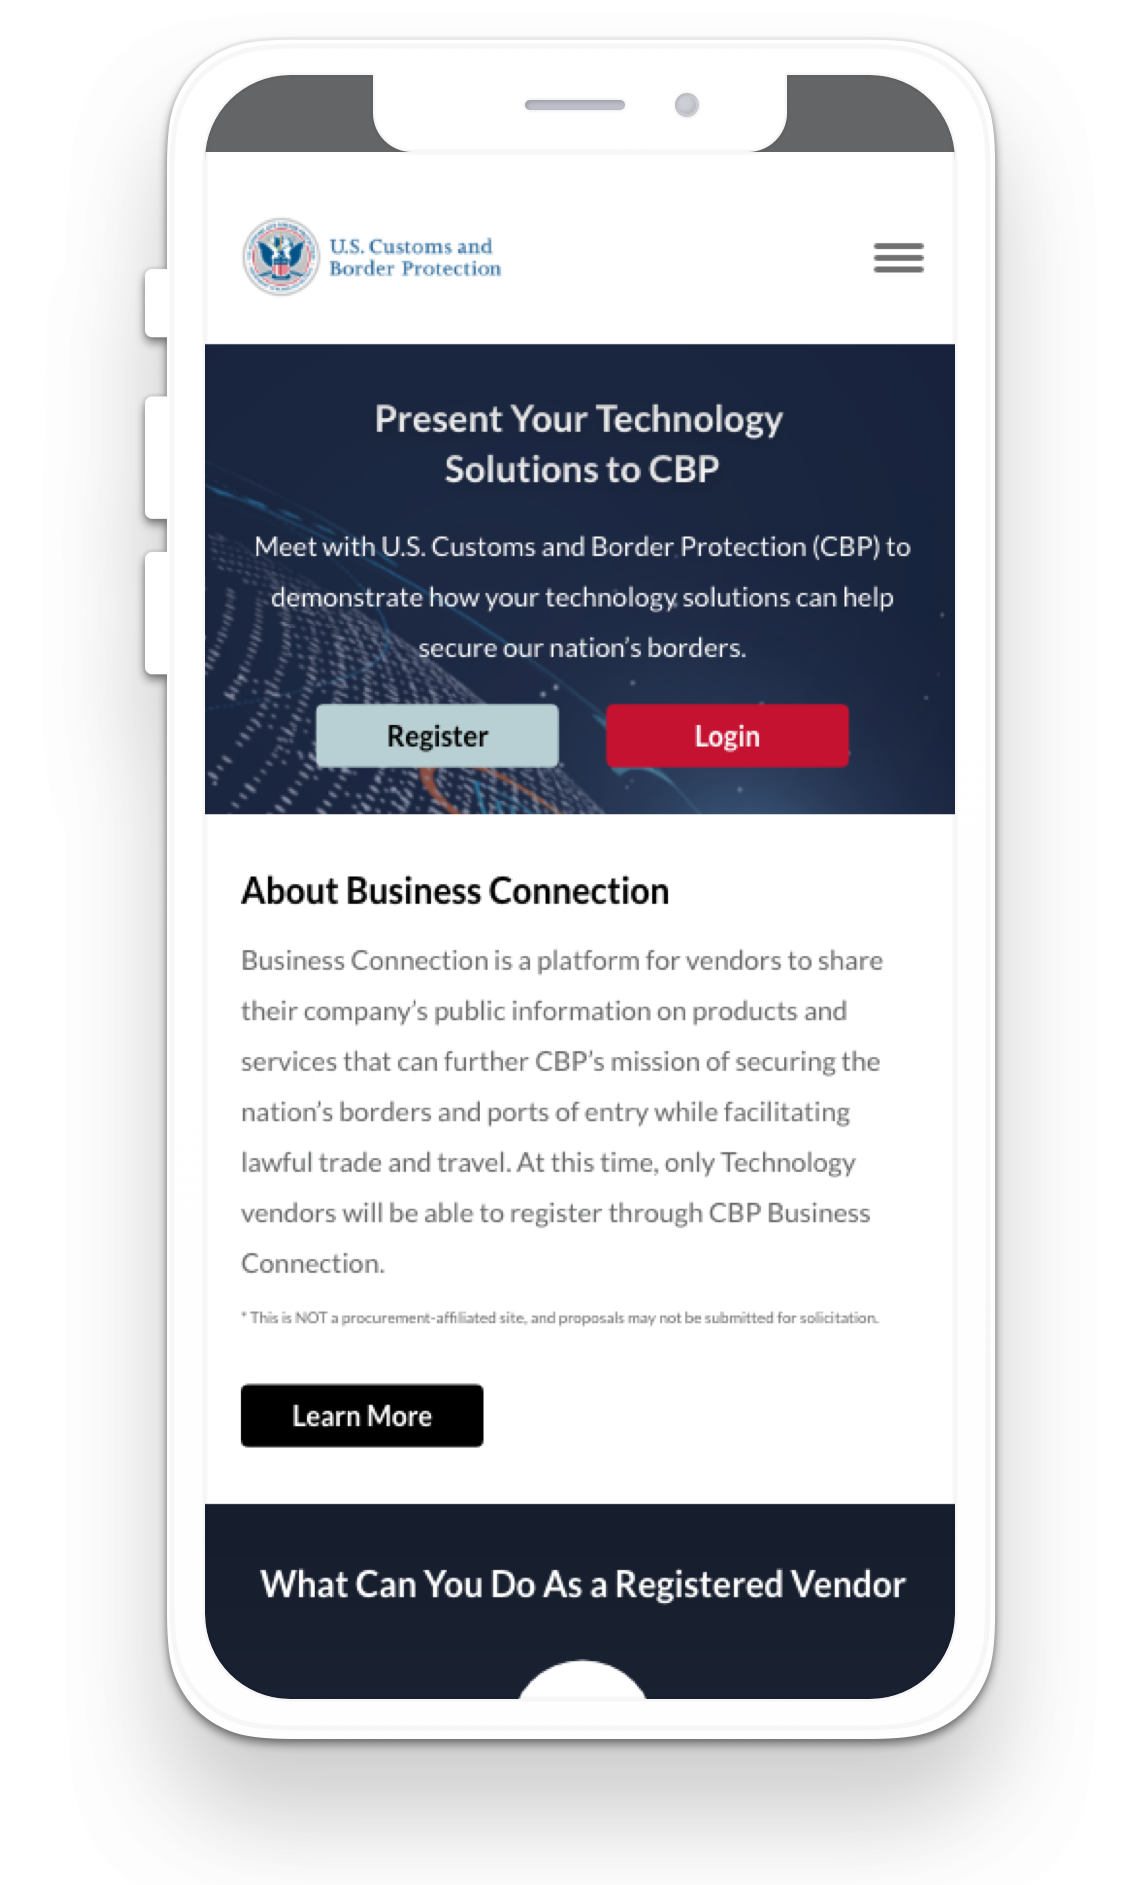 U.S. Customs and
Border Protection
Present Your Technology
Solutions to CBP
Meet with U.S. Customs and Border Protection (CBP) to
demonstrate how your technology solutions can help
secure our nation’s borders.
Register
Login
About Business Connection
Business Connection is a platform for vendors to share
their company’s public information on products and
services that can further CBP’s mission of securing the
nation’s borders and ports of entry while facilitating
lawful trade and travel. At this time, only Technology
vendors will be able to register through CBP Business
Connection.
* This is NOT a procurement-affiliated site, and proposals may not be submitted for solicitation.
Learn More
What Can You Do As a Registered Vendor